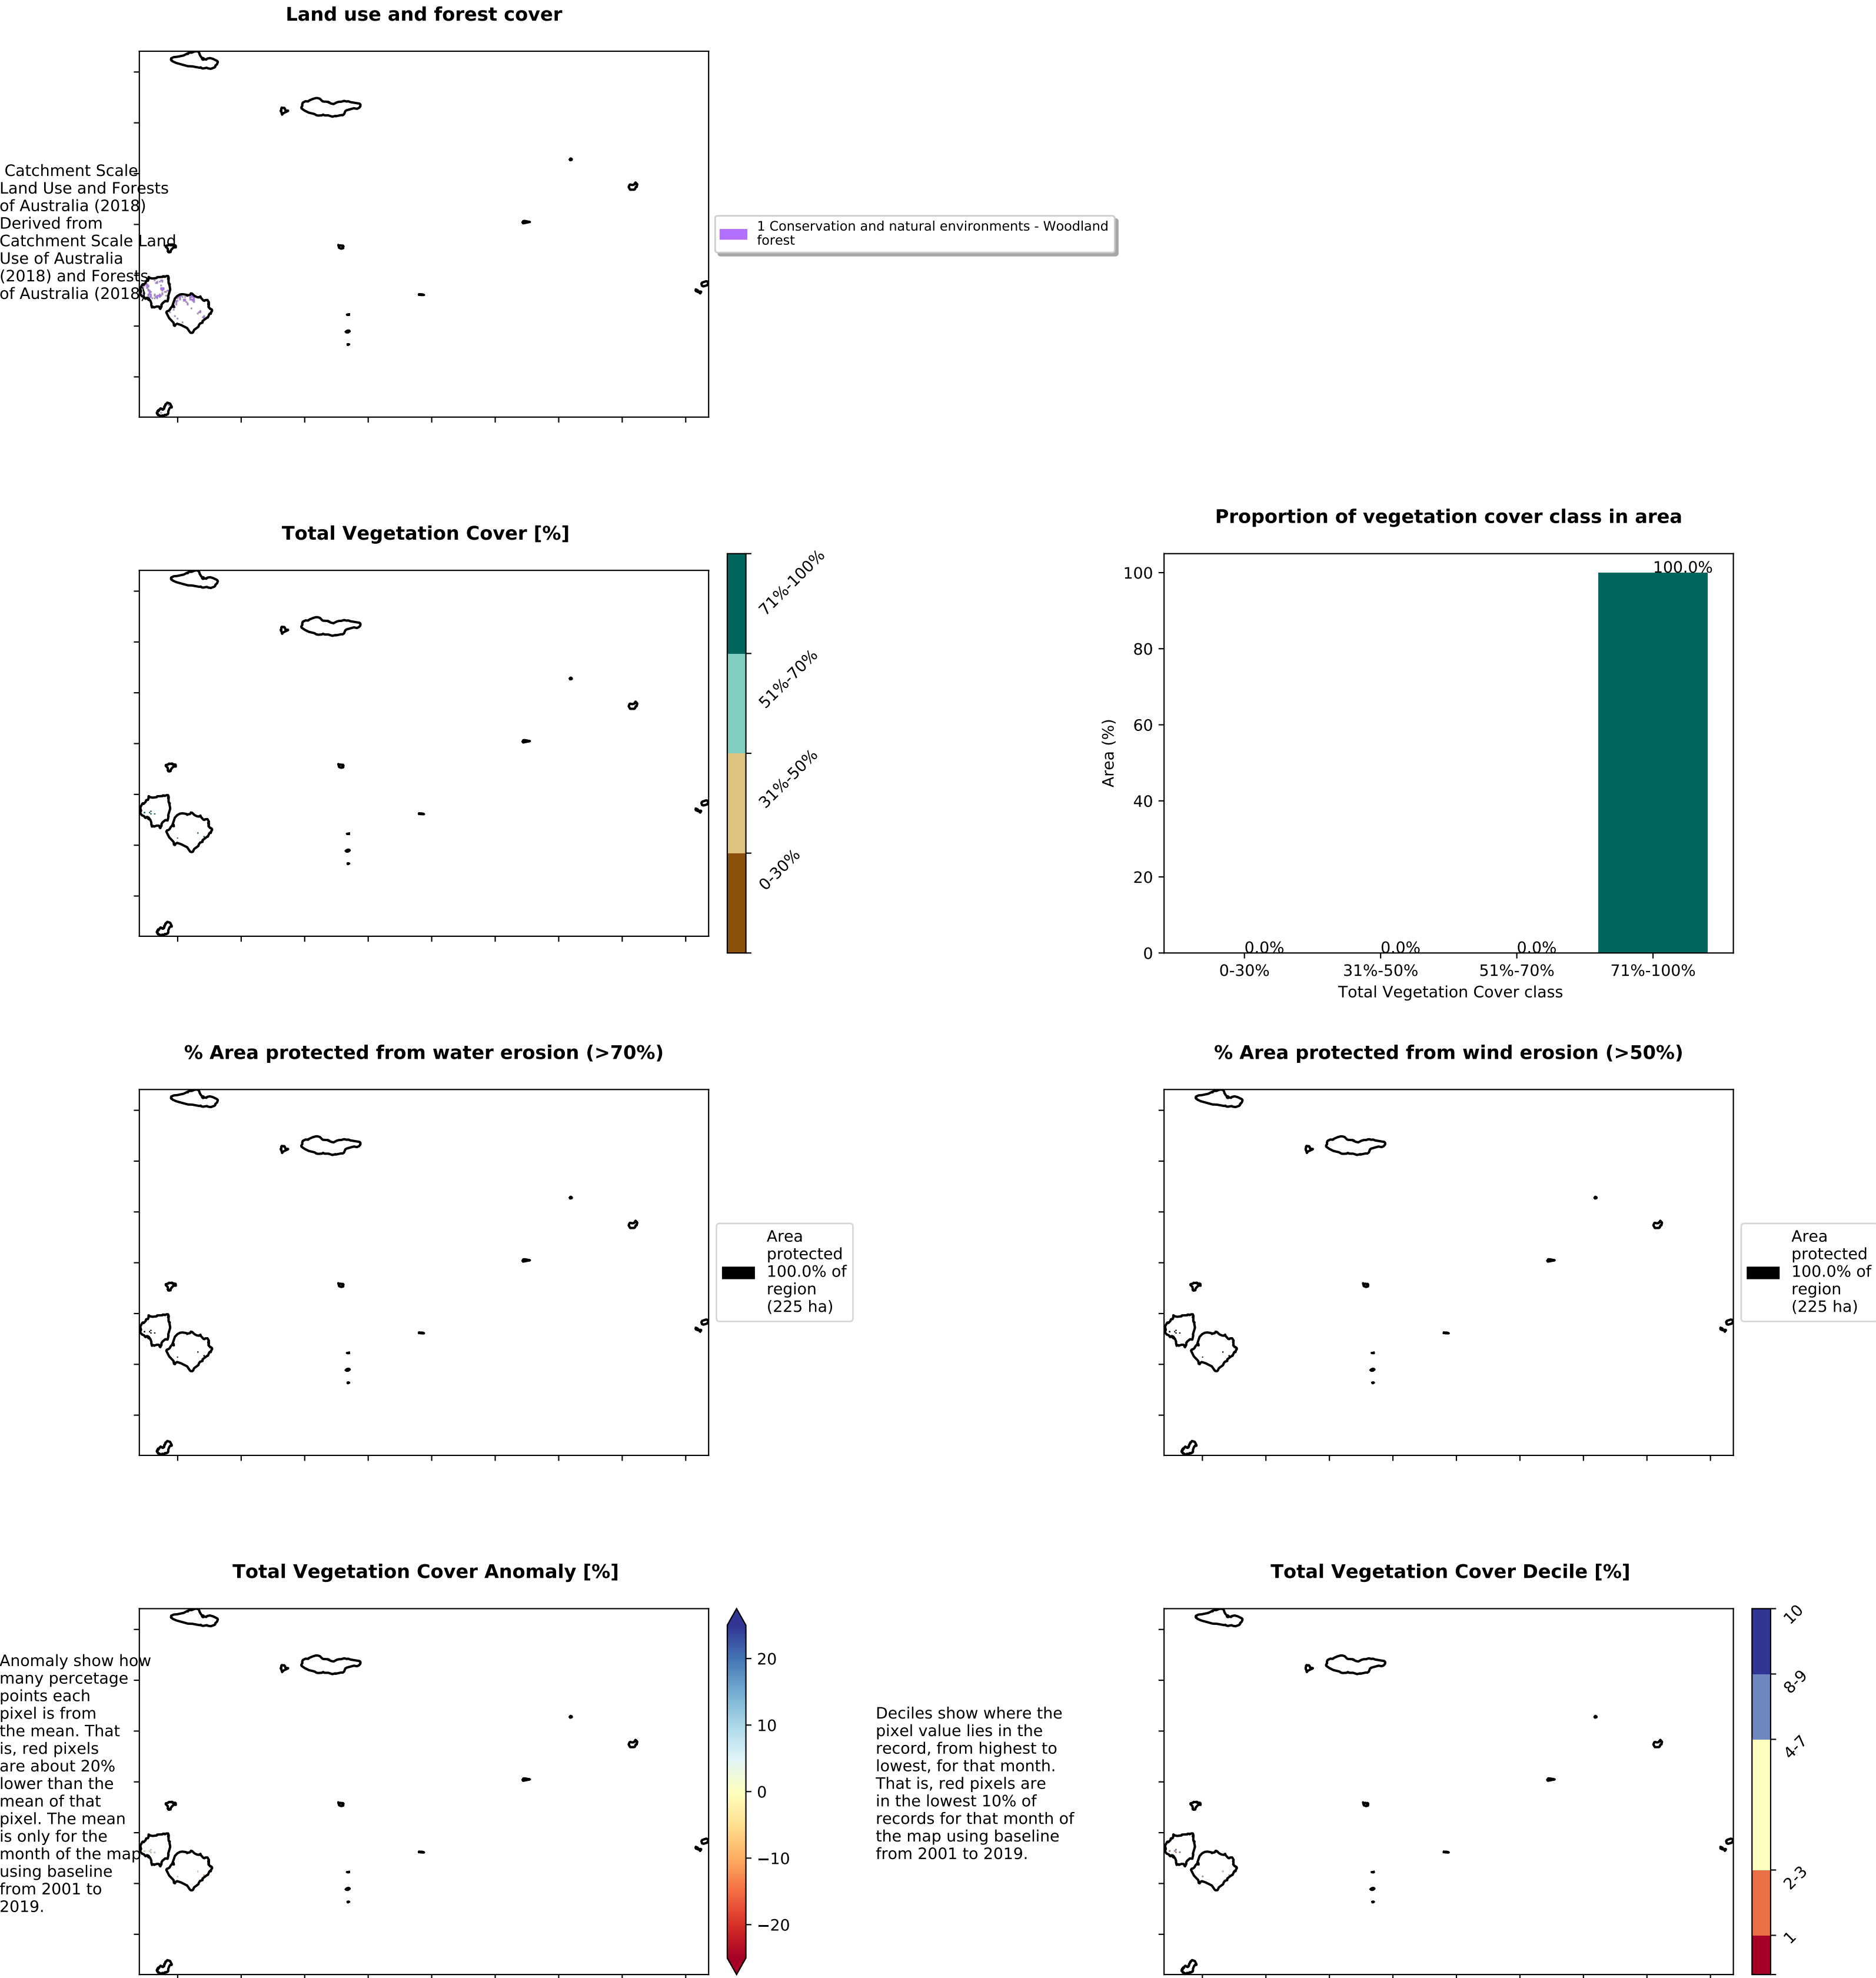 Land use and forest cover
Catchment Scale
Land Use and Forests
of Australia (2018)
Derived from
Catchment Scale Land
Use of Australia
(2018) and Forests
of Australia (2018)
1 Conservation and natural environments - Woodland
forest
Total Vegetation Cover [%]
71%-100%
51%-70%
31%-50%
0-30%
Proportion of vegetation cover class in area
Area (%)
100
80
60
40
20
0
0.0%
0.0%
0.0%
100.0%
0-30%
31%-50%
51%-70%
71%-100%
Total Vegetation Cover class
% Area protected from water erosion (>70%)
Area
protected
100.0% of
region
(225 ha)
% Area protected from wind erosion (>50%)
Area
protected
100.0% of
region
(225 ha)
Total Vegetation Cover Anomaly [%]
Anomaly show how
many percetage
points each
pixel is from
the mean. That
is, red pixels
are about 20%
lower than the
mean of that
pixel. The mean
is only for the
month of the map
using baseline
from 2001 to
2019.
20
10
0
−10
−20
Total Vegetation Cover Decile [%]
Deciles show where the
pixel value lies in the
record, from highest to
lowest, for that month.
That is, red pixels are
in the lowest 10% of
records for that month of
the map using baseline
from 2001 to 2019.
10
8-9
4-7
2-3
1